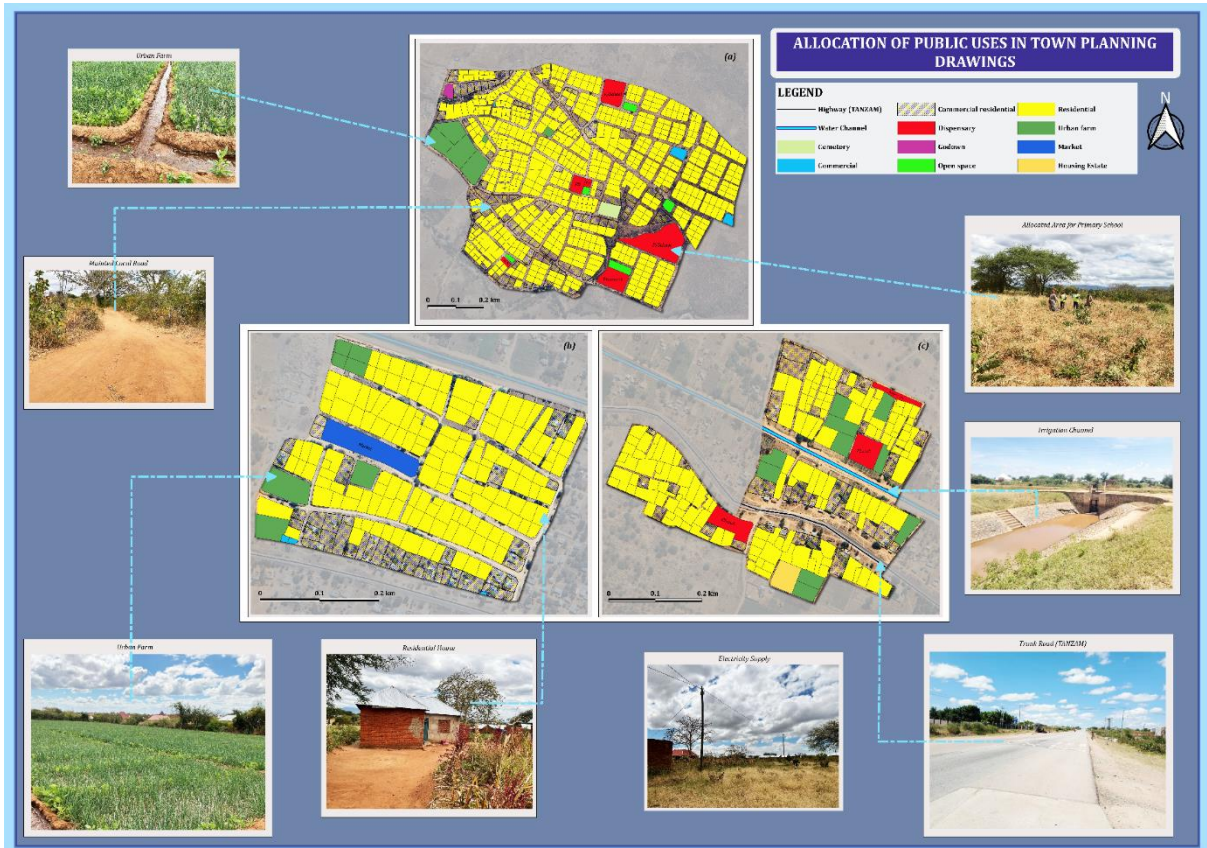 Urban Farm
(a)
ALLOCATION OF PUBLIC USES IN TOWN PLANNING
DRAWINGS
LEGEND
Highway (TANZAM) Commercial residential Residential
Water Channel Dispensary Urban farm
Cemetery Godown Market
Commercial Open space Housing Estate
N
0 0.1 0.2 km
Allocated Area for Primary School
(b)
(c)
Irrigation Channel
0 0.1 0.2 km
0 0.1 0.2 km
Urban Farm
Residential House
Electricity Supply
Trunk Road (TANZAM)